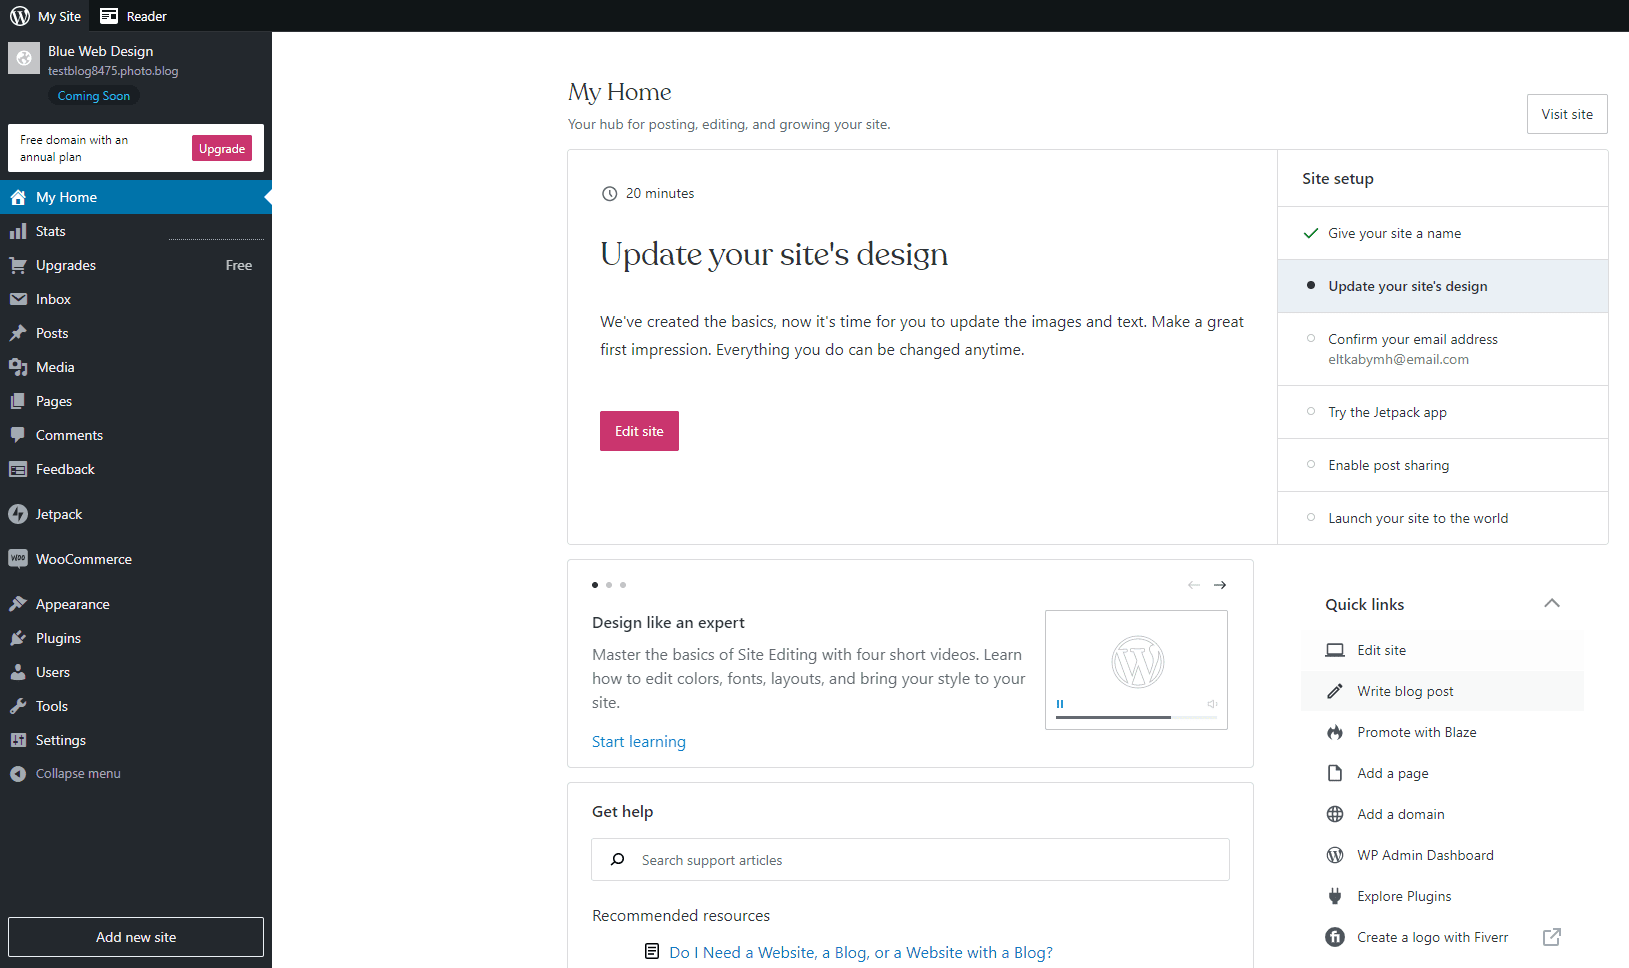 My Site
Reader
Blue Web Design
testblog8475.photo.blog
Coming Soon
Free domain with an
annual plan
Upgrade
My Home
Stats
Upgrades
Free
Inbox
Posts
Media
Pages
Comments
Feedback
Jetpack
WOO
WooCommerce
Appearance
Plugins
Users
Tools
Settings
Collapse menu
Add new site
My Home
Your hub for posting, editing, and growing your site.
Visit site
20 minutes
Update your site's design
We've created the basics, now it's time for you to update the images and text. Make a great
first impression. Everything you do can be changed anytime.
Edit site
Site setup
Give your site a name
Update your site's design
Confirm your email address
eltkabymh@email.com
Try the Jetpack app
Enable post sharing
Launch your site to the world
Design like an expert
Master the basics of Site Editing with four short videos. Learn
how to edit colors, fonts, layouts, and bring your style to your
site.
Start learning
Get help
Search support articles
Recommended resources
Do I Need a Website, a Blog, or a Website with a Blog?
Quick links
Edit site
Write blog post
Promote with Blaze
Add a page
Add a domain
WP Admin Dashboard
Explore Plugins
fi
Create a logo with Fiverr